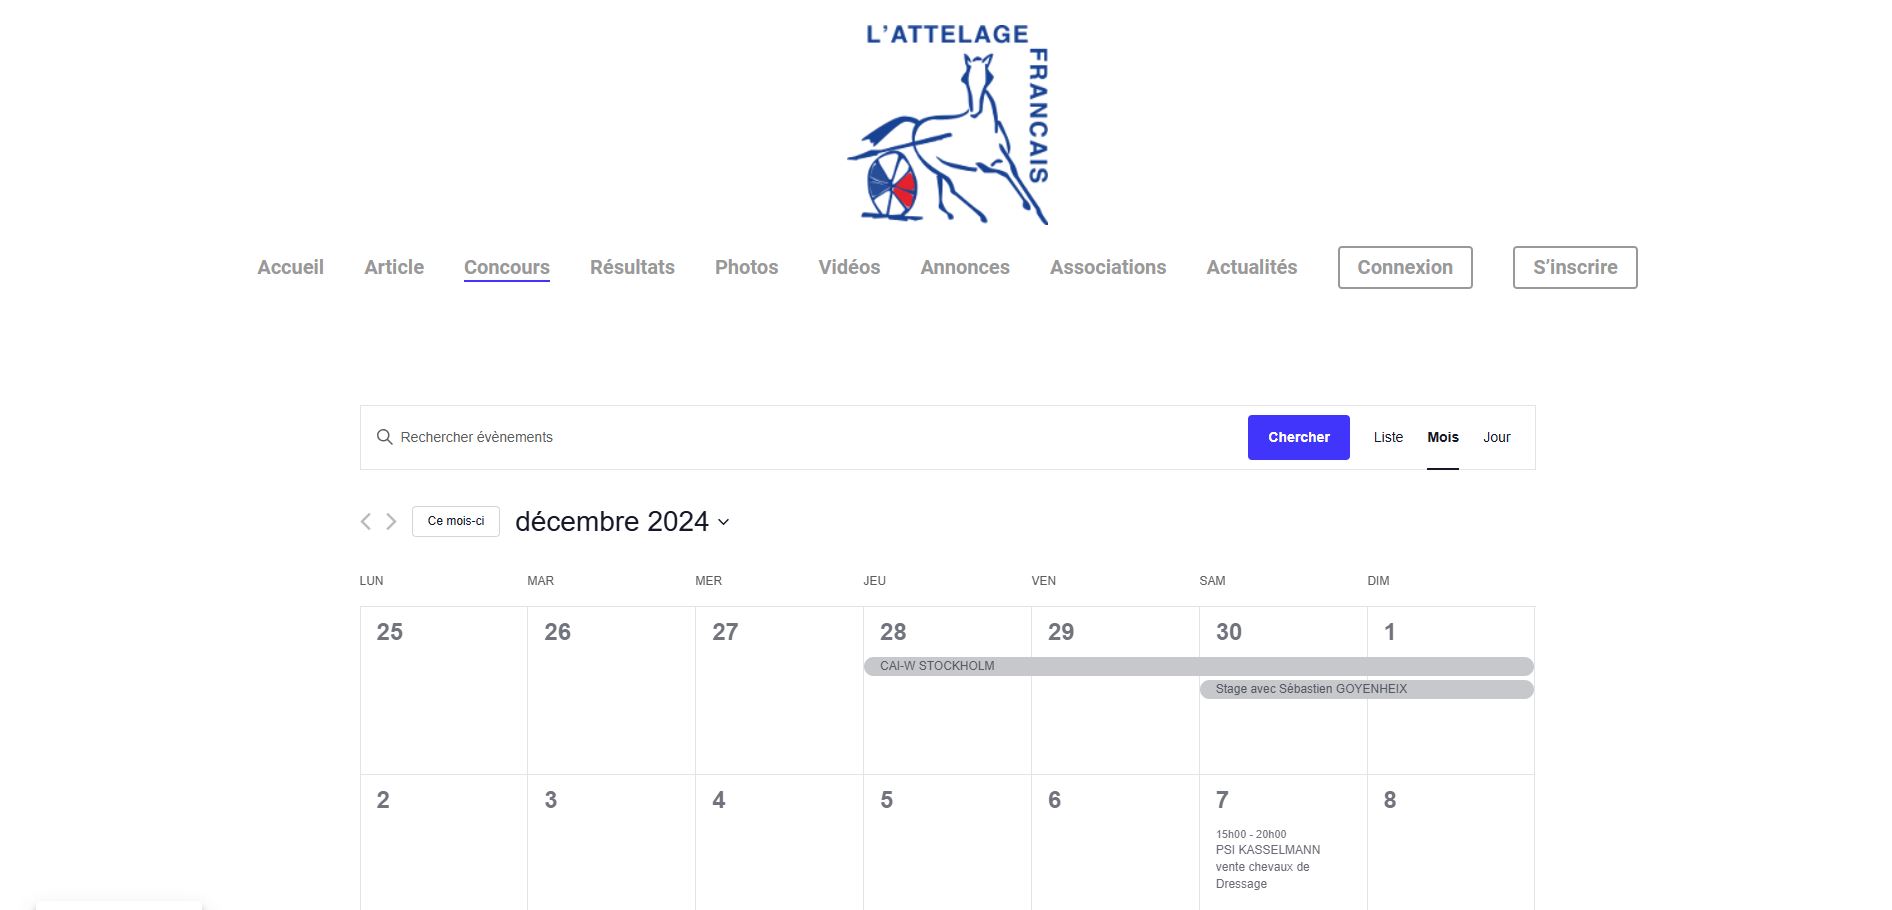 L'ATTELAGE
FRANCAIS
Accueil Article Concours Résultats Photos Vidéos Annonces Associations Actualités Connexion S'inscrire
Rechercher évènements Chercher Liste Mois Jour
Ce mois-ci décembre 2024
LUN MAR MER JEU VEN SAM DIM
25 26 27 28 29 30 1
CAI-W STOCKHOLM
Stage avec Sébastien GOYENHEIX
2 3 4 5 6 7 8
15h00 - 20h00
PSI KASSELMANN
vente chevaux de
Dressage